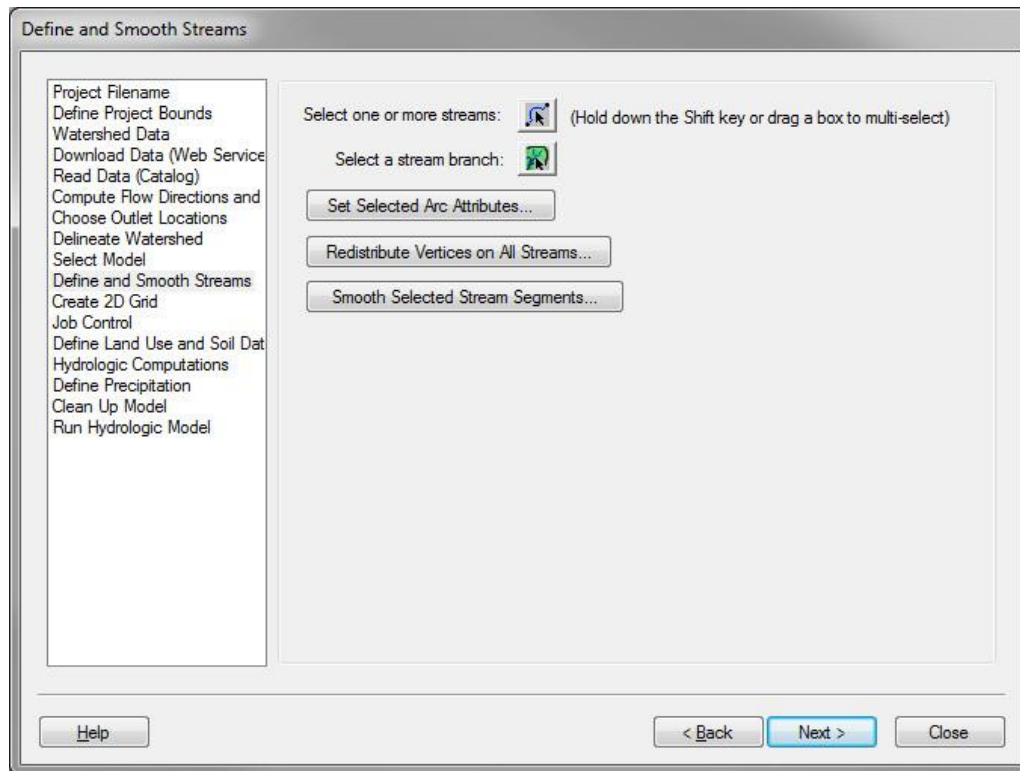 Define and Smooth Streams
Project Filename
Define Project Bounds
Watershed Data
Download Data (Web Service
Read Data (Catalog)
Compute Flow Directions and
Choose Outlet Locations
Delineate Watershed
Select Model
Define and Smooth Streams
Create 2D Grid
Job Control
Define Land Use and Soil Dat
Hydrologic Computations
Define Precipitation
Clean Up Model
Run Hydrologic Model
Select one or more streams: (Hold down the Shift key or drag a box to multi-select)
Select a stream branch:
Set Selected Arc Attributes...
Redistribute Vertices on All Streams...
Smooth Selected Stream Segments...
Help < Back Next > Close